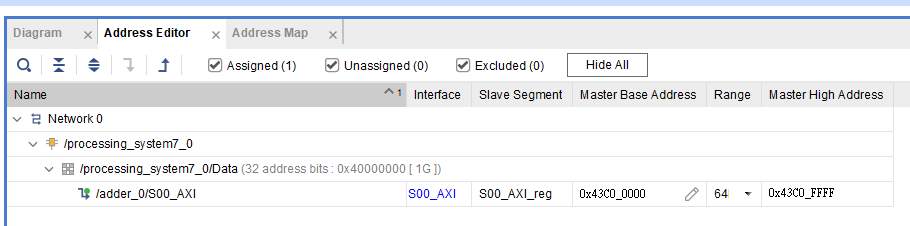 Diagram Address Editor Address Map
Assigned (1) Unassigned (0) Excluded (0) Hide All
Name 1 Interface Slave Segment Master Base Address Range Master High Address
Network 0
/processing_system7_0
/processing_system7_0/Data (32 address bits : 0x40000000 [ 1G ])
/adder_0/S00_AXI S00_AXI S00_AXI_reg 0x43C0_0000 64 0x43C0_FFFF